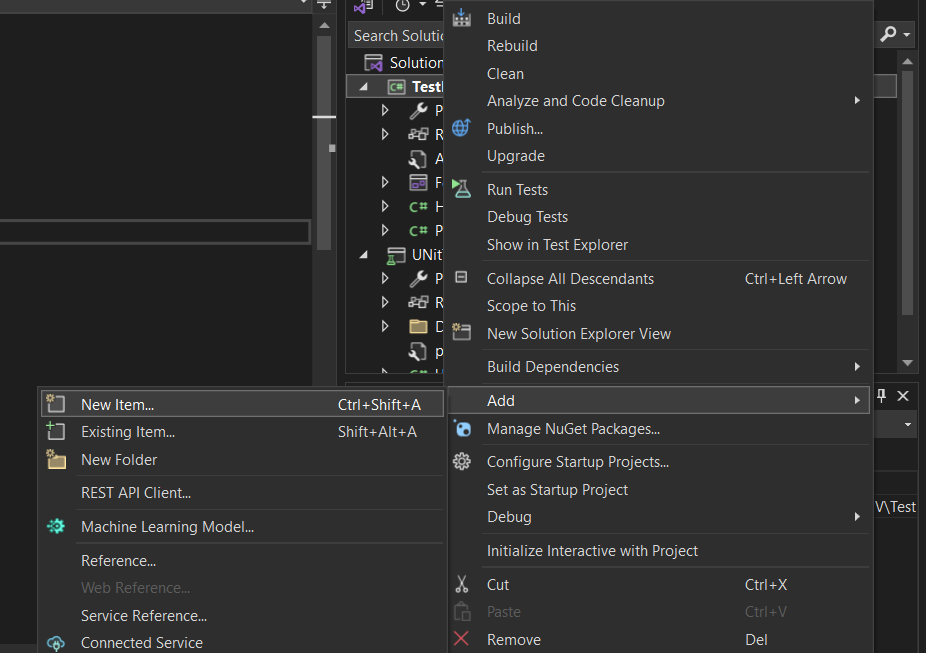 Search Solutio
Solution
C# Test
P
R
A
F
C# H
C# P
UNit
P
R
D
p
Build
Rebuild
Clean
Analyze and Code Cleanup
Publish...
Upgrade
Run Tests
Debug Tests
Show in Test Explorer
Collapse All Descendants Ctrl+Left Arrow
Scope to This
New Solution Explorer View
Build Dependencies
Add
Manage NuGet Packages...
Configure Startup Projects...
Set as Startup Project
Debug
Initialize Interactive with Project
Cut Ctrl+X
Paste Ctrl+V
Remove Del
New Item... Ctrl+Shift+A
Existing Item... Shift+Alt+A
New Folder
REST API Client...
Machine Learning Model...
Reference...
Web Reference...
Service Reference...
Connected Service
V\Test